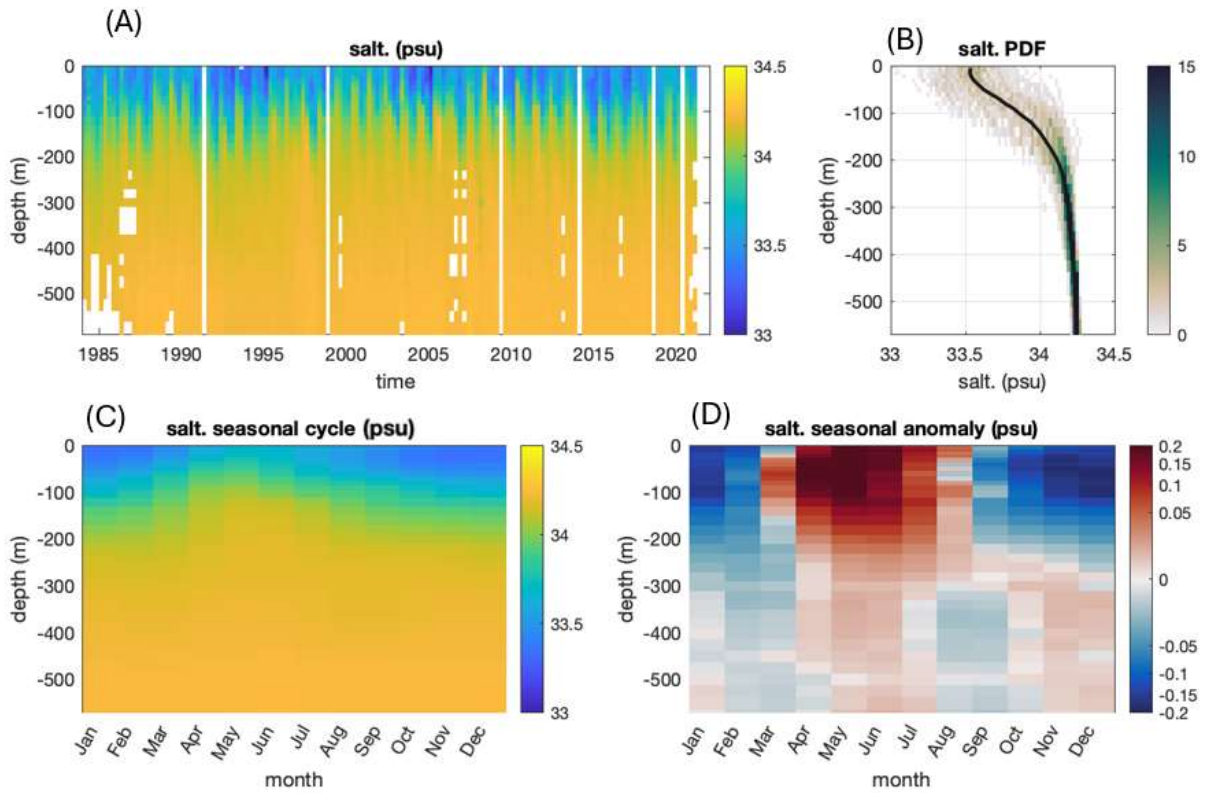 (A)
salt. (psu)
0
-100
-200
-300
-400
-500
depth (m)
1985 1990 1995 2000 2005 2010 2015 2020
time
34.5
34
33.5
33
(B)
salt. PDF
0
-100
-200
-300
-400
-500
depth (m)
33 33.5 34 34.5
salt. (psu)
15
10
5
0
(C)
salt. seasonal cycle (psu)
0
-100
-200
-300
-400
-500
depth (m)
Jan Feb Mar Apr May Jun Jul Aug Sep Oct Nov Dec
month
34.5
34
33.5
33
(D)
salt. seasonal anomaly (psu)
0
-100
-200
-300
-400
-500
depth (m)
Jan Feb Mar Apr May Jun Jul Aug Sep Oct Nov Dec
month
0.2
0.15
0.1
0.05
0
-0.05
-0.1
-0.15
-0.2